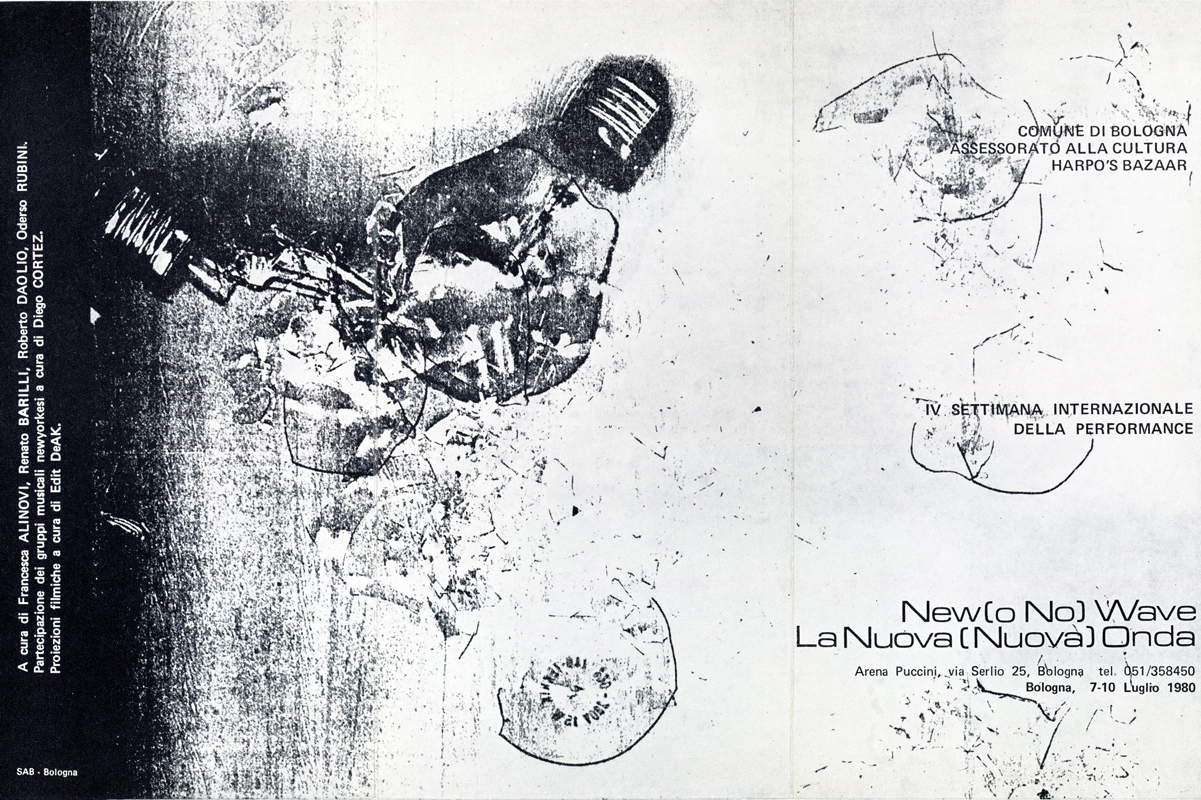 A cura di Francesca ALINOVI, Renato BARILLI, Roberto DAOLIO, Oderso RUBINI.
Partecipazione dei gruppi musicali newyorkesi a cura di Diego CORTEZ.
Proiezioni filmiche a cura di Edit DeAK.
SAB - Bologna
COMUNE DI BOLOGNA
ASSESSORATO ALLA CULTURA
HARPO'S BAZAAR
IV SETTIMANA INTERNAZIONALE
DELLA PERFORMANCE
New(o No) Wave
La Nuova (Nuova) Onda
Arena Puccini, via Serlio 25, Bologna tel. 051/358450
Bologna, 7-10 Luglio 1980